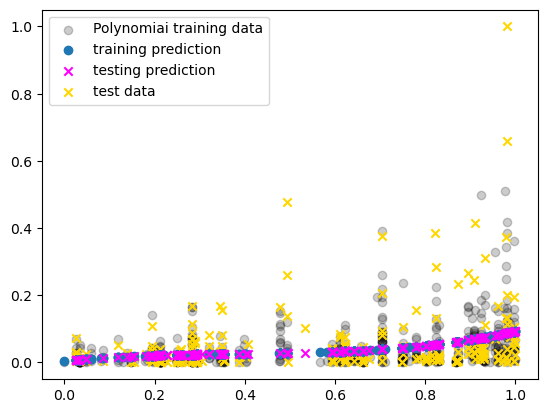 Polynomiai training data
training prediction
testing prediction
test data
1.0
0.8
0.6
0.4
0.2
0.0
0.0 0.2 0.4 0.6 0.8 1.0